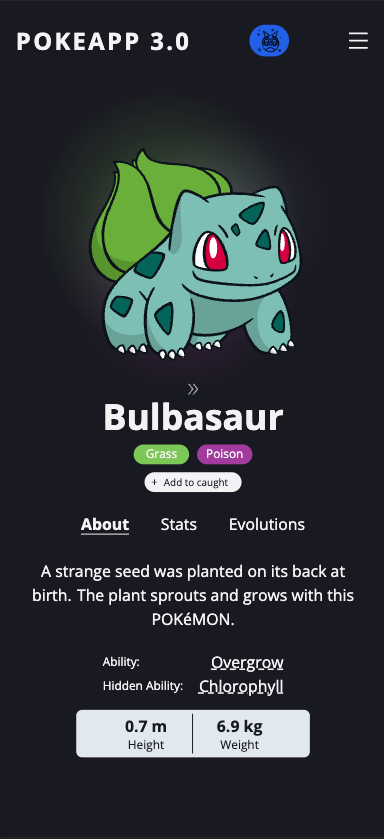 POKEAPP 3.0
»
Bulbasaur
Grass Poison
+ Add to caught
About Stats Evolutions
A strange seed was planted on its back at
birth. The plant sprouts and grows with this
POKéMON.
Ability: Overgrow
Hidden Ability: Chlorophyll
0.7 m 6.9 kg
Height Weight